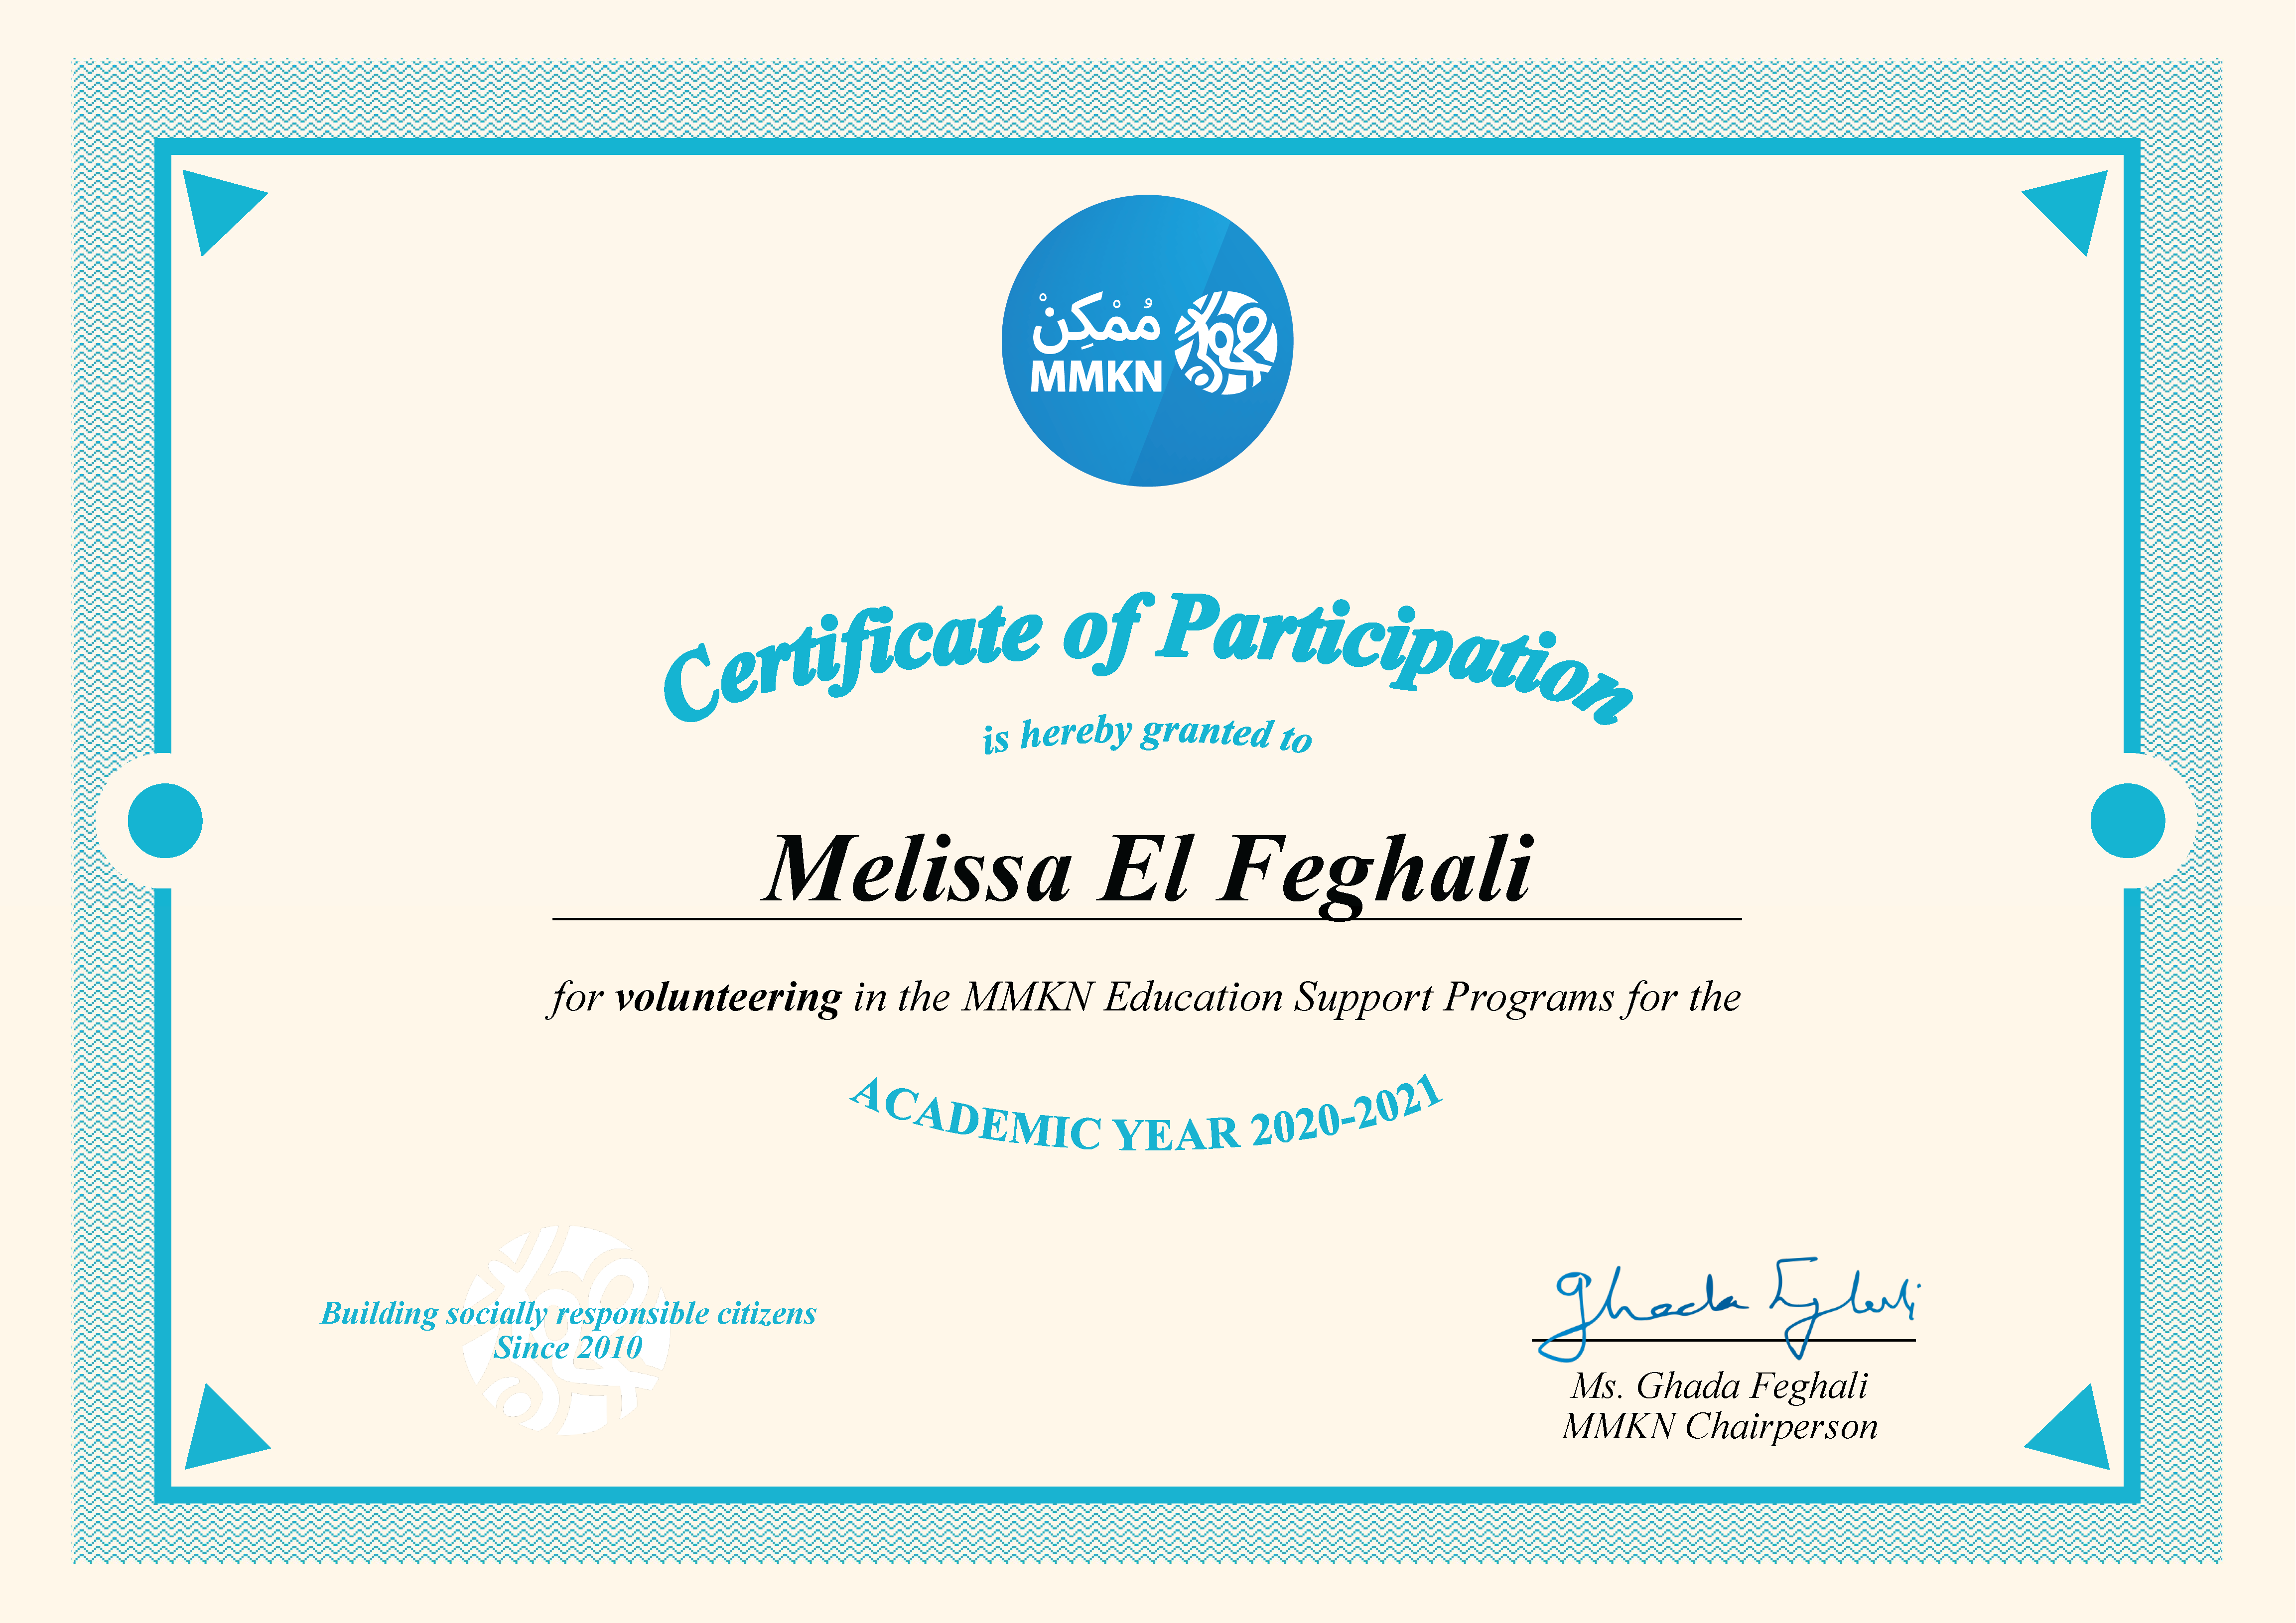 مُمْكِنْ
MMKN
Certificate of Participation
is hereby granted to
Melissa El Feghali
for volunteering in the MMKN Education Support Programs for the
ACADEMIC YEAR 2020-2021
Building socially responsible citizens
Since 2010
Ghada Feghali
Ms. Ghada Feghali
MMKN Chairperson